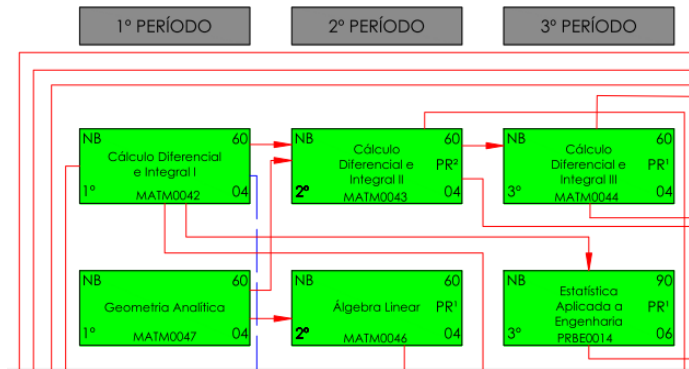 1º PERÍODO
2º PERÍODO
3º PERÍODO
NB 60
Cálculo Diferencial
e Integral I
1º MATM0042 04
NB 60
Cálculo
Diferencial e PR²
Integral II
2º MATM0043 04
NB 60
Cálculo
Diferencial e PR¹
Integral III
3º MATM0044 04
NB 60
Geometria Analítica
1º MATM0047 04
NB 60
Álgebra Linear PR¹
2º MATM0046 04
NB 90
Estatística
Aplicada a PR¹
Engenharia
3º PRBE0014 06